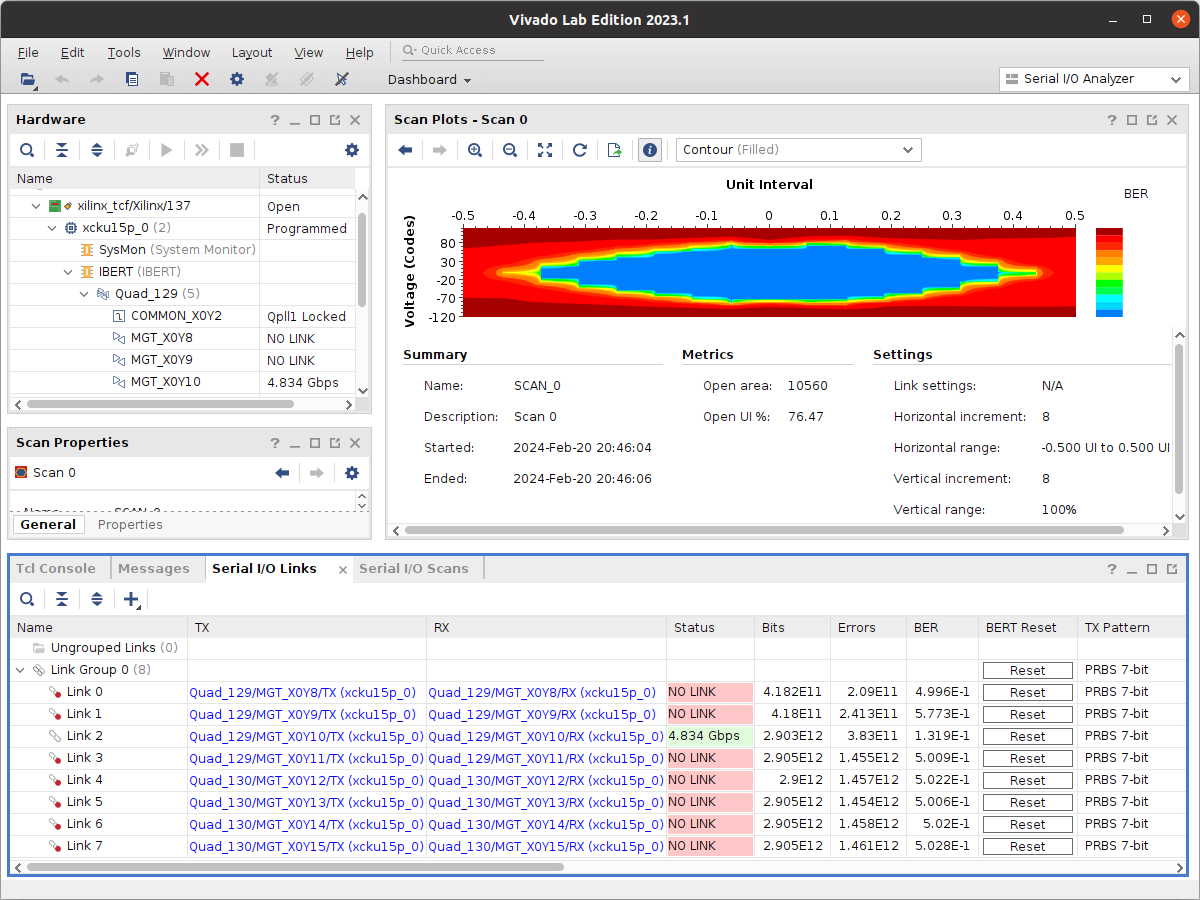 Vivado Lab Edition 2023.1
File Edit Tools Window Layout View Help Quick Access
Dashboard Serial I/O Analyzer
Hardware
Name Status
xilinx_tcf/Xilinx/137 Open
xcku15p_0 (2) Programmed
SysMon (System Monitor)
IBERT (IBERT)
Quad_129 (5)
COMMON_X0Y2 Qpll1 Locked
MGT_X0Y8 NO LINK
MGT_X0Y9 NO LINK
MGT_X0Y10 4.834 Gbps
Scan Properties
Scan 0
Name: SCAN_0
General Properties
Scan Plots - Scan 0
Contour (Filled)
Unit Interval
BER
-0.5 -0.4 -0.3 -0.2 -0.1 0 0.1 0.2 0.3 0.4 0.5
Voltage (Codes)
80
30
-20
-70
-120
Summary
Name: SCAN_0
Description: Scan 0
Started: 2024-Feb-20 20:46:04
Ended: 2024-Feb-20 20:46:06
Metrics
Open area: 10560
Open UI %: 76.47
Settings
Link settings: N/A
Horizontal increment: 8
Horizontal range: -0.500 UI to 0.500 UI
Vertical increment: 8
Vertical range: 100%
Tcl Console Messages Serial I/O Links Serial I/O Scans
Name TX RX Status Bits Errors BER BERT Reset TX Pattern
Ungrouped Links (0)
Link Group 0 (8) Reset PRBS 7-bit
Link 0 Quad_129/MGT_X0Y8/TX (xcku15p_0) Quad_129/MGT_X0Y8/RX (xcku15p_0) NO LINK 4.182E11 2.09E11 4.996E-1 Reset PRBS 7-bit
Link 1 Quad_129/MGT_X0Y9/TX (xcku15p_0) Quad_129/MGT_X0Y9/RX (xcku15p_0) NO LINK 4.18E11 2.413E11 5.773E-1 Reset PRBS 7-bit
Link 2 Quad_129/MGT_X0Y10/TX (xcku15p_0) Quad_129/MGT_X0Y10/RX (xcku15p_0) 4.834 Gbps 2.903E12 3.83E11 1.319E-1 Reset PRBS 7-bit
Link 3 Quad_129/MGT_X0Y11/TX (xcku15p_0) Quad_129/MGT_X0Y11/RX (xcku15p_0) NO LINK 2.905E12 1.455E12 5.009E-1 Reset PRBS 7-bit
Link 4 Quad_130/MGT_X0Y12/TX (xcku15p_0) Quad_130/MGT_X0Y12/RX (xcku15p_0) NO LINK 2.9E12 1.457E12 5.022E-1 Reset PRBS 7-bit
Link 5 Quad_130/MGT_X0Y13/TX (xcku15p_0) Quad_130/MGT_X0Y13/RX (xcku15p_0) NO LINK 2.905E12 1.454E12 5.006E-1 Reset PRBS 7-bit
Link 6 Quad_130/MGT_X0Y14/TX (xcku15p_0) Quad_130/MGT_X0Y14/RX (xcku15p_0) NO LINK 2.905E12 1.458E12 5.02E-1 Reset PRBS 7-bit
Link 7 Quad_130/MGT_X0Y15/TX (xcku15p_0) Quad_130/MGT_X0Y15/RX (xcku15p_0) NO LINK 2.905E12 1.461E12 5.028E-1 Reset PRBS 7-bit